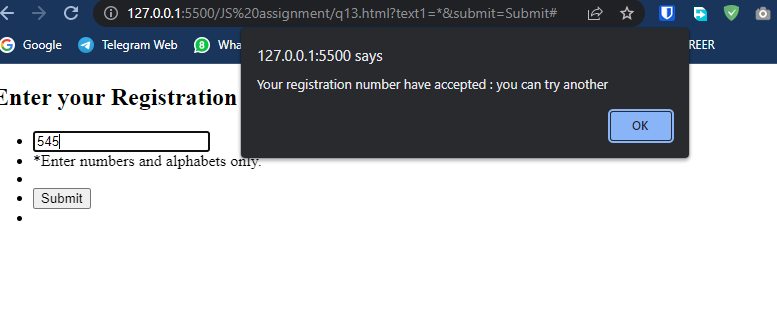 127.0.0.1:5500/JS%20assignment/q13.html?text1=*&submit=Submit#
Google
Telegram Web
8
Wha
REER
127.0.0.1:5500 says
Your registration number have accepted : you can try another
OK
Enter your Registration
545
*Enter numbers and alphabets only.
Submit